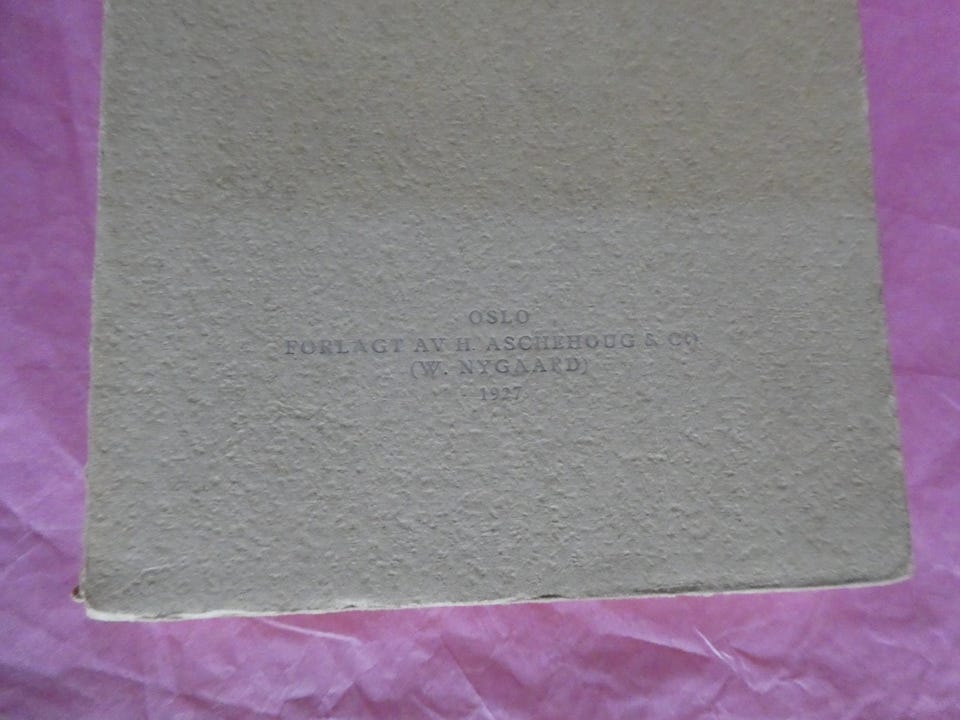 OSLO
FORLAGT AV H. ASCHEHOUG & CO
(W. NYGAARD)
1927